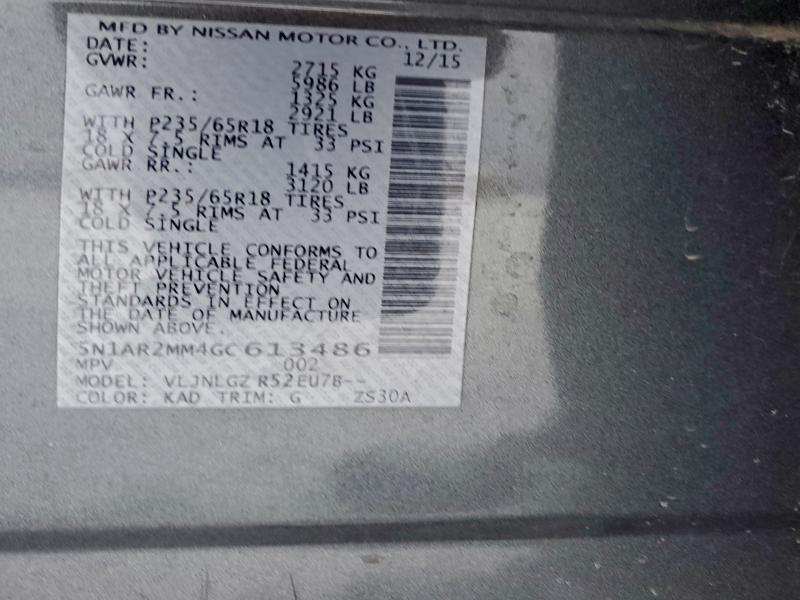 MFD BY NISSAN MOTOR CO., LTD.
DATE: 12/15
GVWR: 2715 KG
5986 LB
GAWR FR.: 1325 KG
2921 LB
WITH P235/65R18 TIRES
18 X 7.5 RIMS AT 33 PSI
COLD SINGLE
GAWR RR.: 1415 KG
3120 LB
WITH P235/65R18 TIRES
18 X 7.5 RIMS AT 33 PSI
COLD SINGLE
THIS VEHICLE CONFORMS TO
ALL APPLICABLE FEDERAL
MOTOR VEHICLE SAFETY AND
THEFT PREVENTION
STANDARDS IN EFFECT ON
THE DATE OF MANUFACTURE
SHOWN ABOVE.
5N1AR2MM4GC613486
MPV 002
MODEL: VLJNLGZ R52EU7B--
COLOR: KAD TRIM: G ZS30A